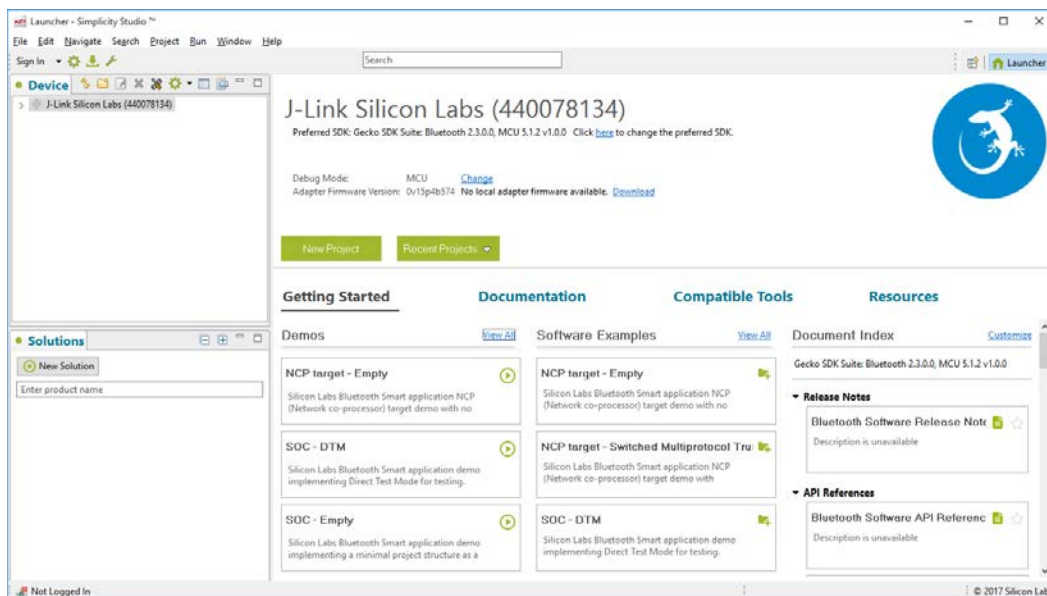 Launcher - Simplicity Studio ™
File Edit Navigate Search Project Run Window Help
Sign In
Search
Launcher
Device
J-Link Silicon Labs (440078134)
J-Link Silicon Labs (440078134)
Preferred SDK: Gecko SDK Suite: Bluetooth 2.3.0.0, MCU 5.1.2 v1.0.0 Click here to change the preferred SDK.
Debug Mode: MCU Change
Adapter Firmware Version: 0v15p4b574 No local adapter firmware available. Download
New Project
Recent Projects
Getting Started
Documentation
Compatible Tools
Resources
Solutions
New Solution
Enter product name
Demos
View All
NCP target - Empty
Silicon Labs Bluetooth Smart application NCP
(Network co-processor) target demo with no
SOC - DTM
Silicon Labs Bluetooth Smart application demo
implementing Direct Test Mode for testing.
SOC - Empty
Silicon Labs Bluetooth Smart application demo
implementing a minimal project structure as a
Software Examples
View All
NCP target - Empty
Silicon Labs Bluetooth Smart application NCP
(Network co-processor) target demo with no
NCP target - Switched Multiprotocol Tru
Silicon Labs Bluetooth Smart application NCP
(Network co-processor) target demo with
SOC - DTM
Silicon Labs Bluetooth Smart application demo
implementing Direct Test Mode for testing.
Document Index
Customize
Gecko SDK Suite: Bluetooth 2.3.0.0, MCU 5.1.2 v1.0.0
Release Notes
Bluetooth Software Release Note
Description is unavailable
API References
Bluetooth Software API Referenc
Description is unavailable
Not Logged In
© 2017 Silicon Lab